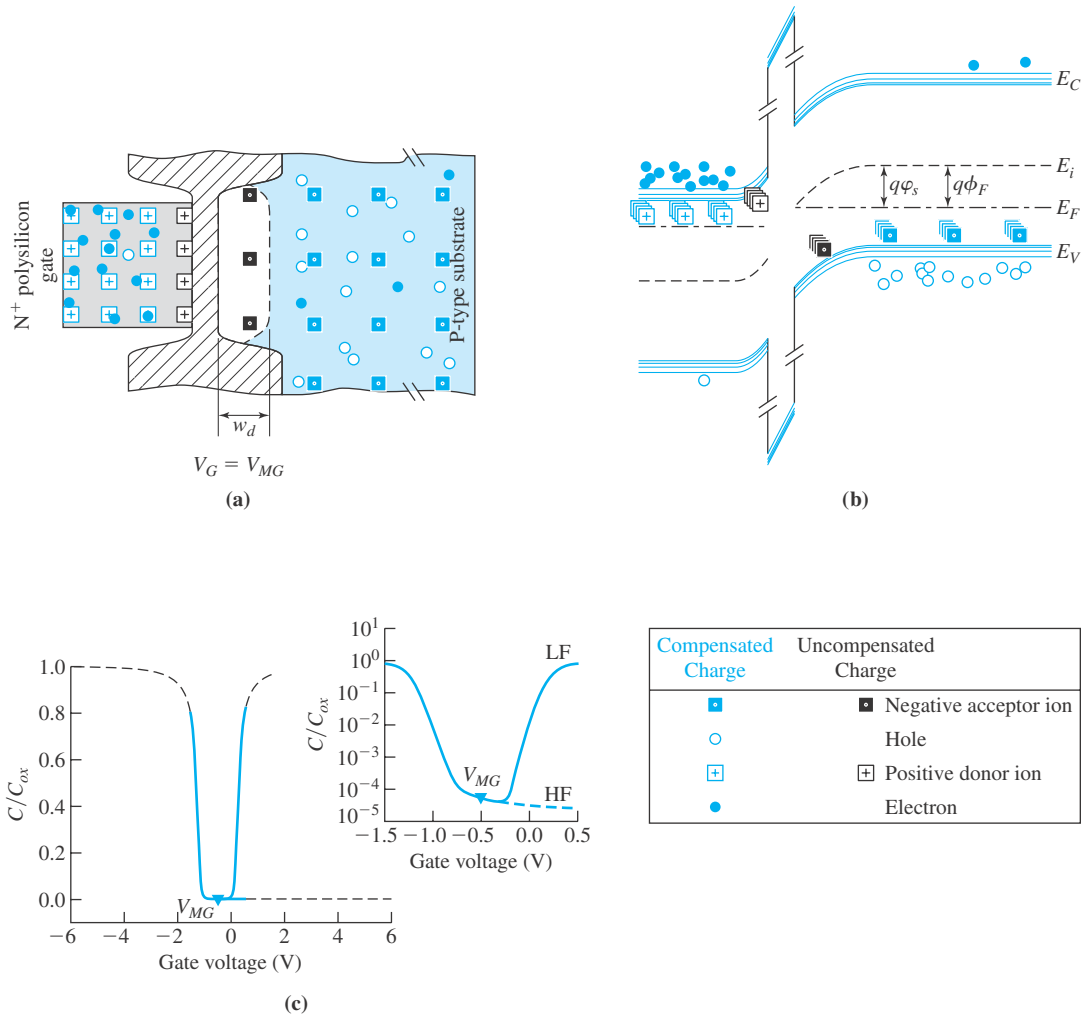 N⁺ polysilicon
gate
P-type substrate
w_d
V_G = V_MG
(a)
E_C
E_i
qφ_s
qϕ_F
E_F
E_V
(b)
C/C_ox
1.0
0.8
0.6
0.4
0.2
0.0
V_MG
−6
−4
−2
0
2
4
6
Gate voltage (V)
C/C_ox
10¹
10⁰
10⁻¹
10⁻²
10⁻³
10⁻⁴
10⁻⁵
LF
V_MG
HF
−1.5
−1.0
−0.5
0.0
0.5
Gate voltage (V)
(c)
Compensated
Charge
Uncompensated
Charge
Negative acceptor ion
Hole
Positive donor ion
Electron